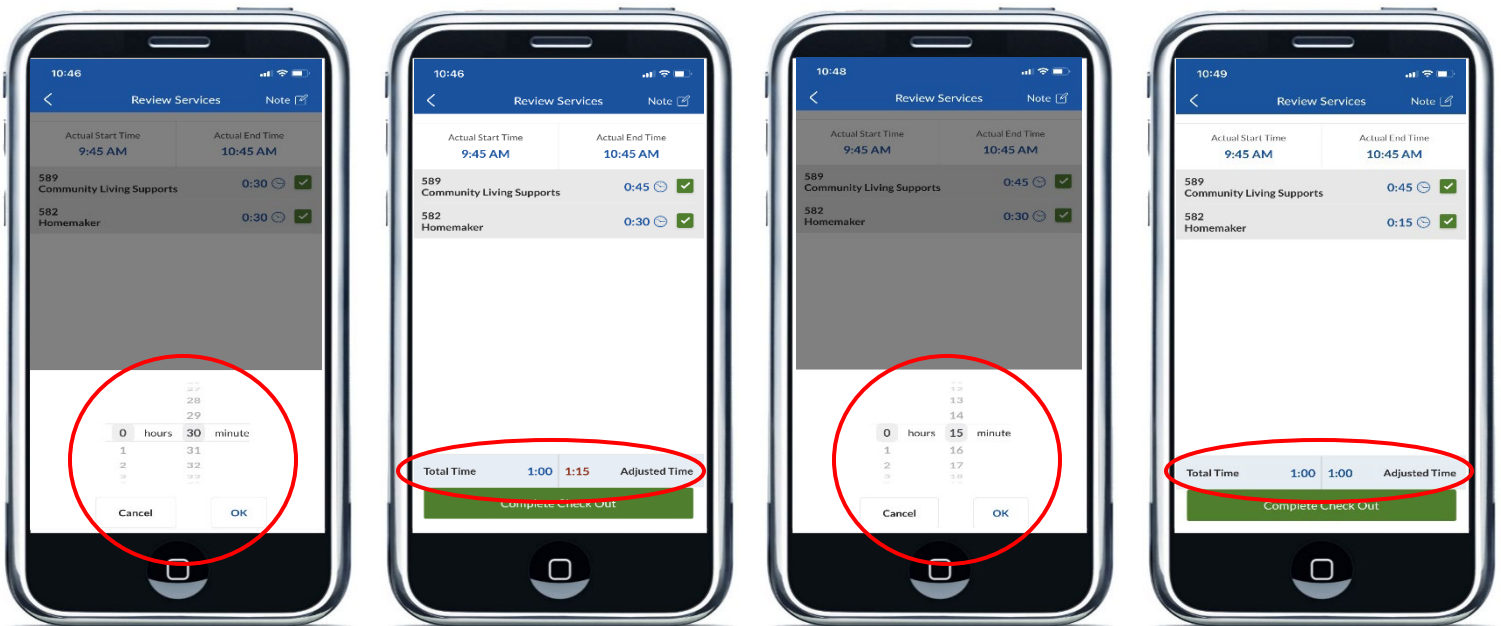 10:46
Review Services Note
Actual Start Time Actual End Time
9:45 AM 10:45 AM
589
Community Living Supports 0:30
582
Homemaker 0:30
27
28
29
0 hours 30 minute
1 31
2 32
3 33
Cancel OK
10:46
Review Services Note
Actual Start Time Actual End Time
9:45 AM 10:45 AM
589
Community Living Supports 0:45
582
Homemaker 0:30
Total Time 1:00 1:15 Adjusted Time
Complete Check Out
10:48
Review Services Note
Actual Start Time Actual End Time
9:45 AM 10:45 AM
589
Community Living Supports 0:45
582
Homemaker 0:30
12
13
14
0 hours 15 minute
1 16
2 17
3 18
Cancel OK
10:49
Review Services Note
Actual Start Time Actual End Time
9:45 AM 10:45 AM
589
Community Living Supports 0:45
582
Homemaker 0:15
Total Time 1:00 1:00 Adjusted Time
Complete Check Out